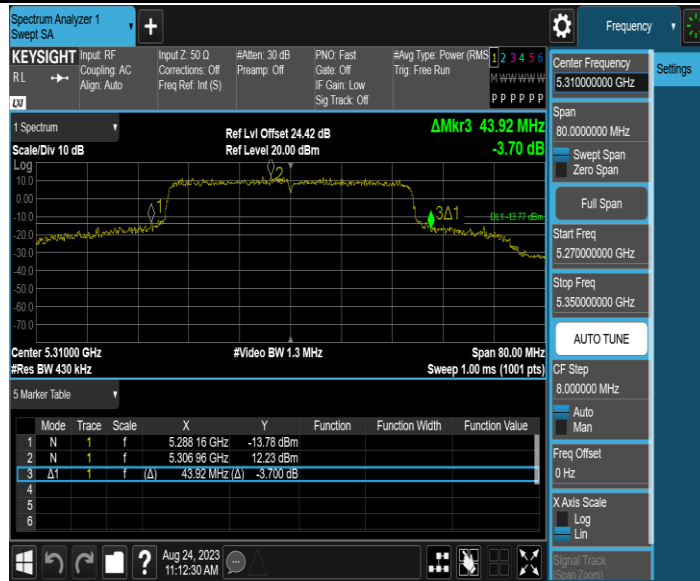 Spectrum Analyzer 1
Swept SA
+
Frequency
KEYSIGHT Input: RF Input Z: 50 Ω #Atten: 30 dB PNO: Fast #Avg Type: Power (RMS 1 2 3 4 5 6
RL Coupling: AC Corrections: Off Preamp: Off Gate: Off Trig: Free Run M W W W W W
Align: Auto Freq Ref: Int (S) IF Gain: Low
Sig Track: Off P P P P P P
LXI
1 Spectrum
Scale/Div 10 dB
Ref Lvl Offset 24.42 dB
Ref Level 20.00 dBm
ΔMkr3 43.92 MHz
-3.70 dB
Log
10.0
0.00
-10.0
-20.0
-30.0
-40.0
-50.0
-60.0
-70.0
1
2
3Δ1
DL1 -13.77 dBm
Center 5.31000 GHz #Video BW 1.3 MHz Span 80.00 MHz
#Res BW 430 kHz Sweep 1.00 ms (1001 pts)
5 Marker Table
Mode Trace Scale X Y Function Function Width Function Value
1 N 1 f 5.288 16 GHz -13.78 dBm
2 N 1 f 5.306 96 GHz 12.23 dBm
3 Δ1 1 f (Δ) 43.92 MHz (Δ) -3.700 dB
4
5
6
Aug 24, 2023
11:12:30 AM
?
Center Frequency
5.310000000 GHz
Settings
Span
80.0000000 MHz
Swept Span
Zero Span
Full Span
Start Freq
5.270000000 GHz
Stop Freq
5.350000000 GHz
AUTO TUNE
CF Step
8.000000 MHz
Auto
Man
Freq Offset
0 Hz
X Axis Scale
Log
Lin
Signal Track
(Span Zoom)